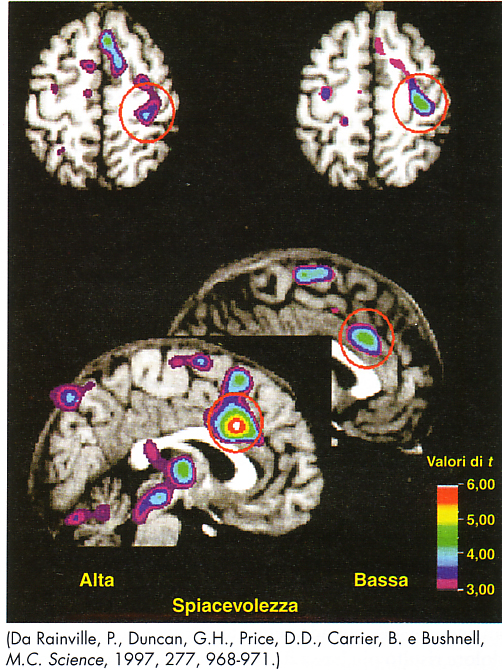 Valori di t
6,00
5,00
4,00
3,00
Alta
Bassa
Spiacevolezza
(Da Rainville, P., Duncan, G.H., Price, D.D., Carrier, B. e Bushnell,
M.C. Science, 1997, 277, 968-971.)